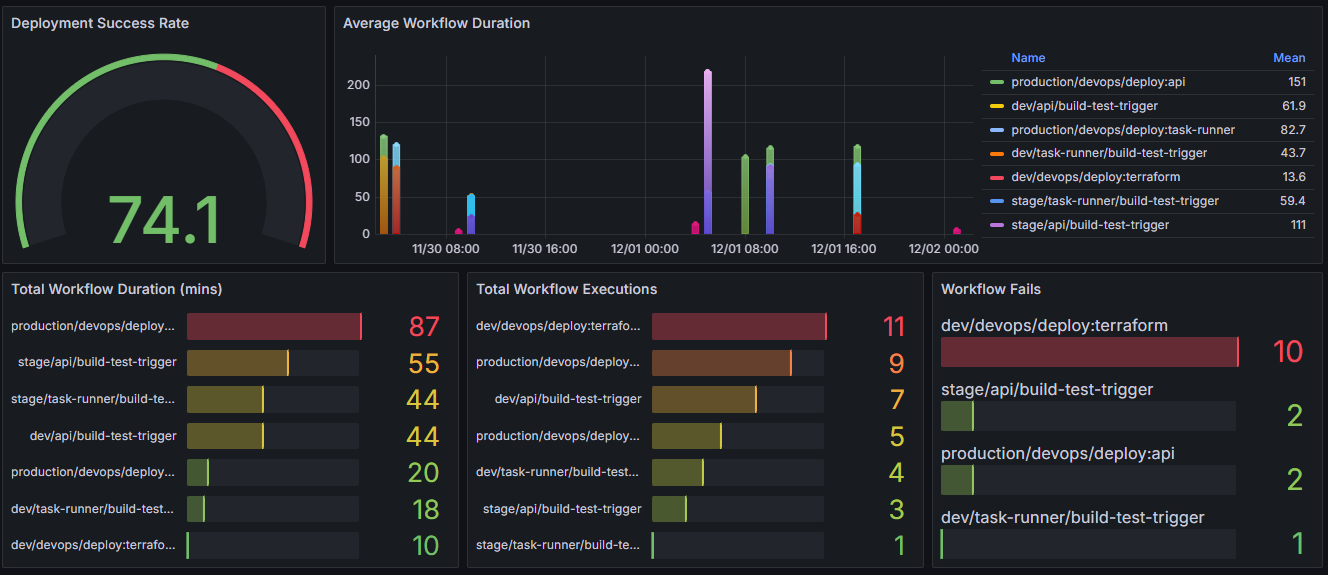 Deployment Success Rate
74.1
Average Workflow Duration
200
150
100
50
0
11/30 08:00 11/30 16:00 12/01 00:00 12/01 08:00 12/01 16:00 12/02 00:00
Name Mean
production/devops/deploy:api 151
dev/api/build-test-trigger 61.9
production/devops/deploy:task-runner 82.7
dev/task-runner/build-test-trigger 43.7
dev/devops/deploy:terraform 13.6
stage/task-runner/build-test-trigger 59.4
stage/api/build-test-trigger 111
Total Workflow Duration (mins)
production/devops/deploy... 87
stage/api/build-test-trigger 55
stage/task-runner/build-te... 44
dev/api/build-test-trigger 44
production/devops/deploy... 20
dev/task-runner/build-test... 18
dev/devops/deploy:terrafo... 10
Total Workflow Executions
dev/devops/deploy:terrafo... 11
production/devops/deploy... 9
dev/api/build-test-trigger 7
production/devops/deploy... 5
dev/task-runner/build-test... 4
stage/api/build-test-trigger 3
stage/task-runner/build-te... 1
Workflow Fails
dev/devops/deploy:terraform
10
stage/api/build-test-trigger
2
production/devops/deploy:api
2
dev/task-runner/build-test-trigger
1